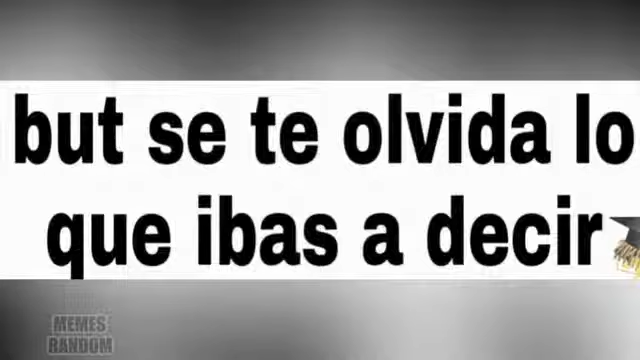 but se te olvida lo
que ibas a decir
MEMES
RANDOM